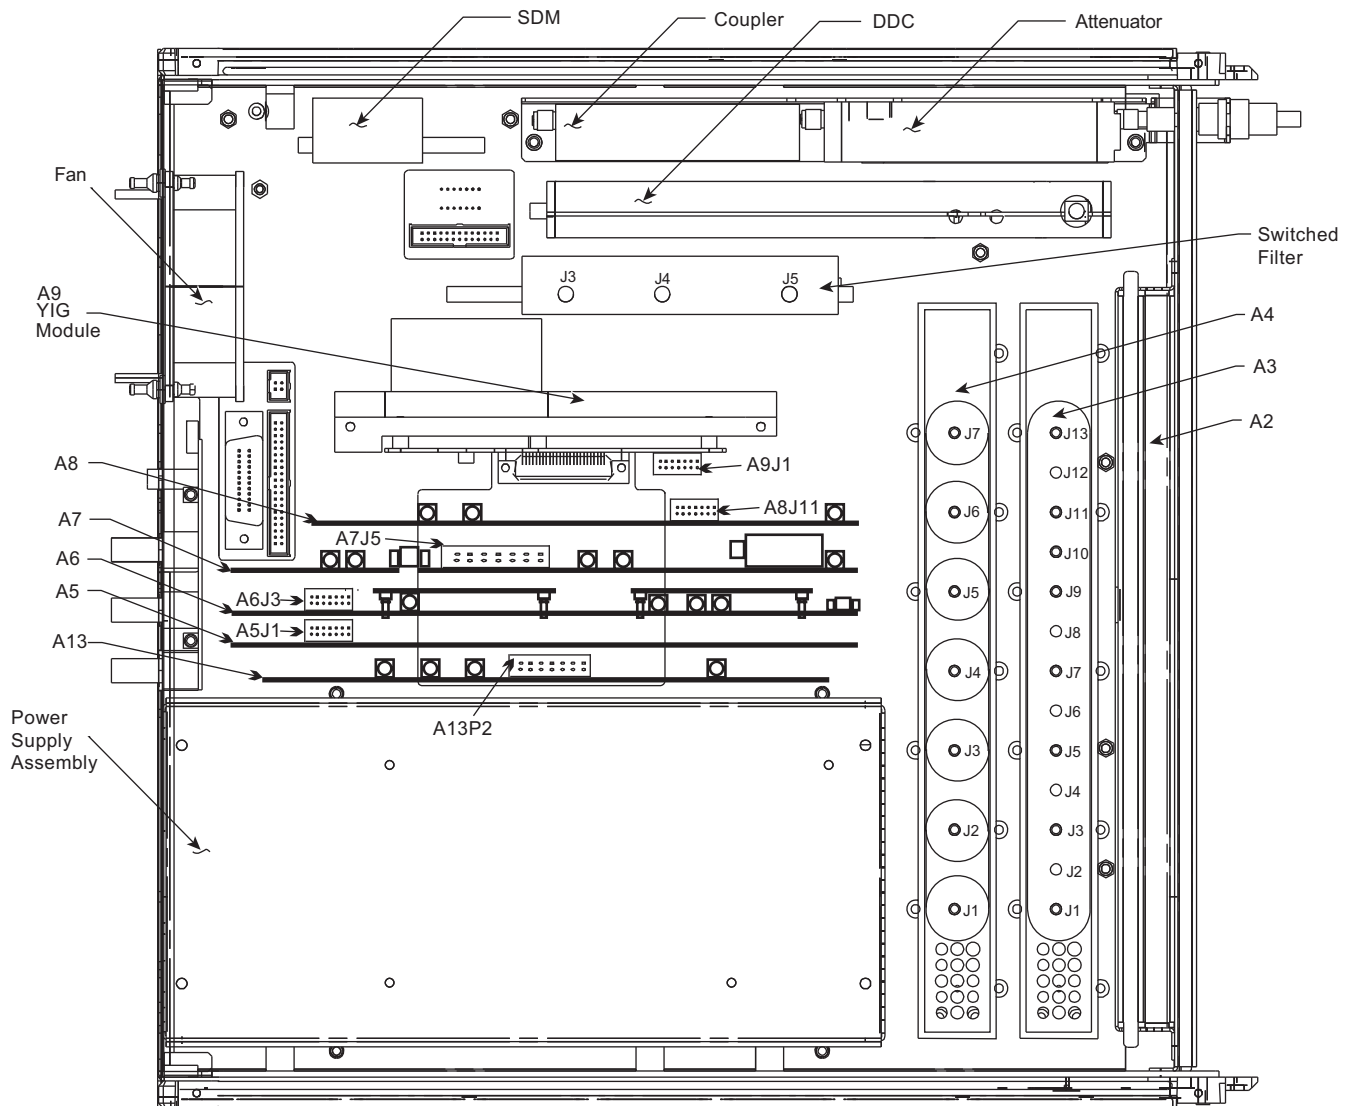 SDM
Coupler
DDC
Attenuator
Fan
Switched
Filter
J3
J4
J5
A9
YIG
Module
A4
A3
A2
J7
J13
J12
A8
A9J1
A8J11
J6
J11
A7
A7J5
J10
A6
A6J3
A5
J5
J9
A5J1
J8
A13
J4
J7
J6
Power
Supply
Assembly
A13P2
J3
J5
J4
J2
J3
J2
J1
J1